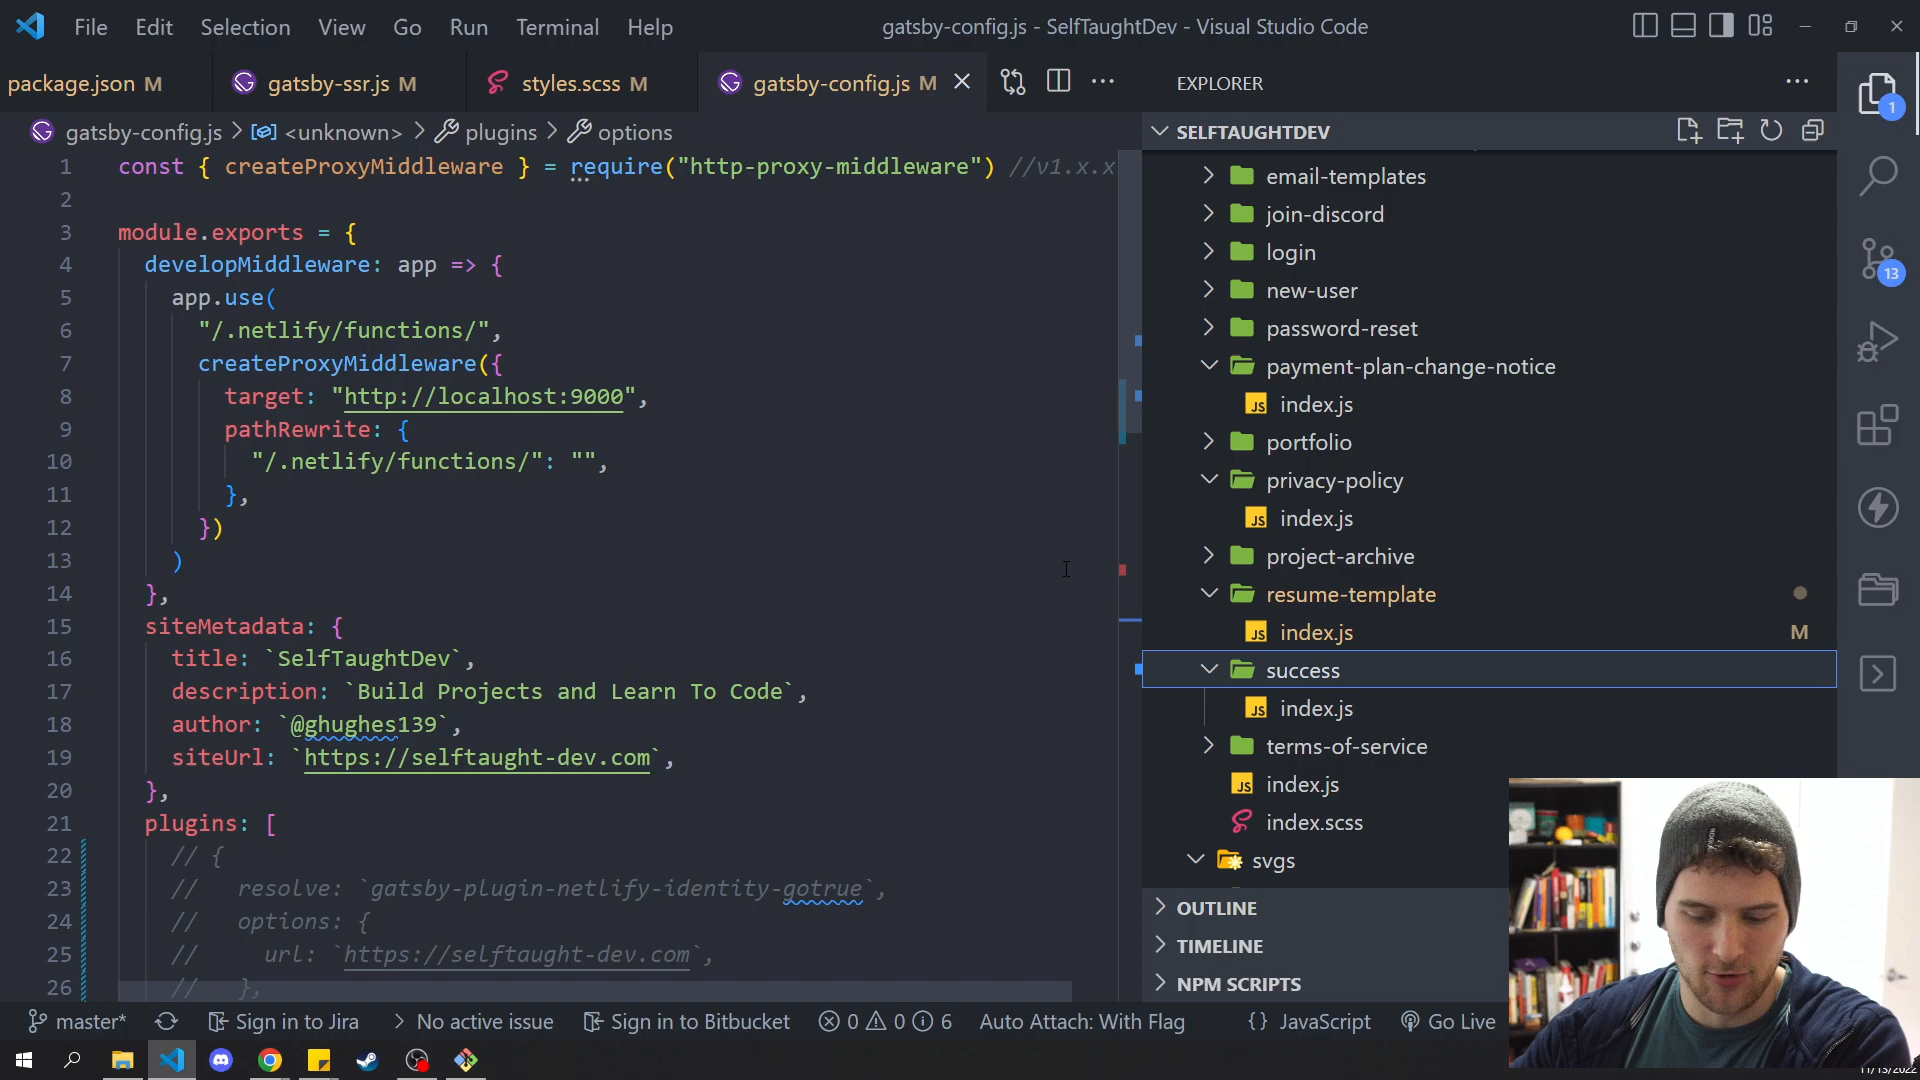 File Edit Selection View Go Run Terminal Help
gatsby-config.js - SelfTaughtDev - Visual Studio Code
package.json M
gatsby-ssr.js M
styles.scss M
gatsby-config.js M
gatsby-config.js > <unknown> > plugins > options
1 const { createProxyMiddleware } = require("http-proxy-middleware") //v1.x.x
2
3 module.exports = {
4 developMiddleware: app => {
5 app.use(
6 "/.netlify/functions/",
7 createProxyMiddleware({
8 target: "http://localhost:9000",
9 pathRewrite: {
10 "/.netlify/functions/": "",
11 },
12 })
13 )
14 },
15 siteMetadata: {
16 title: `SelfTaughtDev`,
17 description: `Build Projects and Learn To Code`,
18 author: `@ghughes139`,
19 siteUrl: `https://selftaught-dev.com`,
20 },
21 plugins: [
22 // {
23 // resolve: `gatsby-plugin-netlify-identity-gotrue`,
24 // options: {
25 // url: `https://selftaught-dev.com`,
26 // },
EXPLORER
SELFTAUGHTDEV
email-templates
join-discord
login
new-user
password-reset
payment-plan-change-notice
JS index.js
portfolio
privacy-policy
JS index.js
project-archive
resume-template
JS index.js M
success
JS index.js
terms-of-service
JS index.js
index.scss
svgs
OUTLINE
TIMELINE
NPM SCRIPTS
1
13
master* Sign in to Jira > No active issue Sign in to Bitbucket 0 0 6 Auto Attach: With Flag {} JavaScript Go Live
11/13/2022